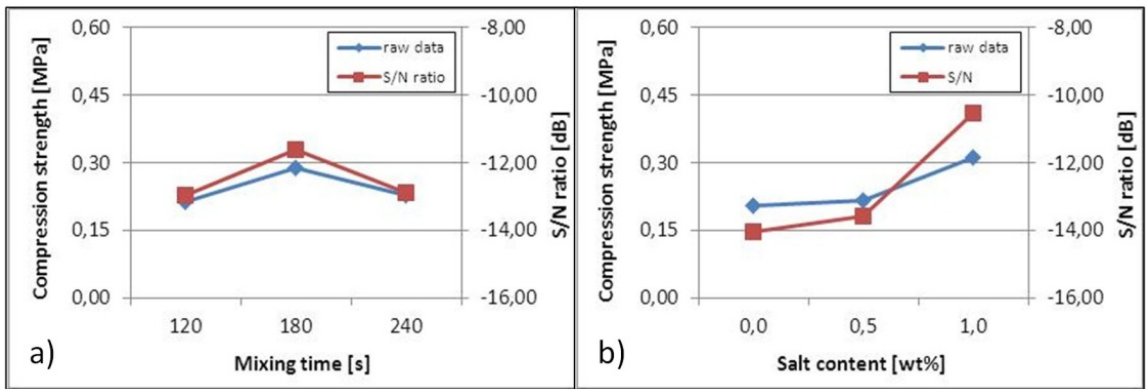 0,60
0,45
0,30
0,15
0,00
Compression strength [MPa]
-8,00
-10,00
-12,00
-14,00
-16,00
S/N ratio [dB]
raw data
S/N ratio
120 180 240
Mixing time [s]
a)
0,60
0,45
0,30
0,15
0,00
Compression strength [MPa]
-8,00
-10,00
-12,00
-14,00
-16,00
S/N ratio [dB]
raw data
S/N
0,0 0,5 1,0
Salt content [wt%]
b)